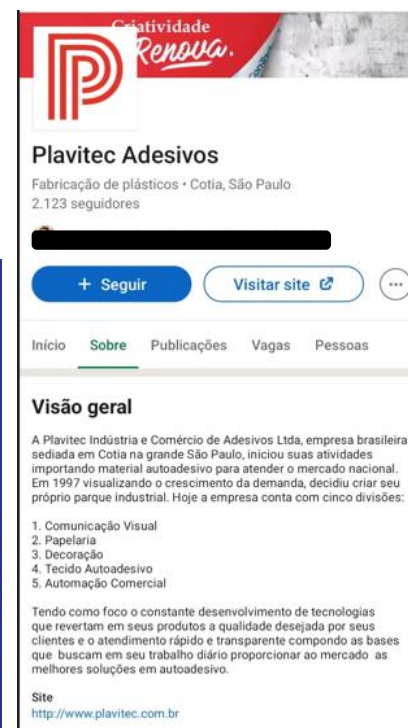 Criatividade
Renova.
Plavitec Adesivos
Fabricação de plásticos • Cotia, São Paulo
2.123 seguidores
+ Seguir
Visitar site
Início Sobre Publicações Vagas Pessoas
Visão geral
A Plavitec Indústria e Comércio de Adesivos Ltda, empresa brasileira
sediada em Cotia na grande São Paulo, iniciou suas atividades
importando material autoadesivo para atender o mercado nacional.
Em 1997 visualizando o crescimento da demanda, decidiu criar seu
próprio parque industrial. Hoje a empresa conta com cinco divisões:
1. Comunicação Visual
2. Papelaria
3. Decoração
4. Tecido Autoadesivo
5. Automação Comercial
Tendo como foco o constante desenvolvimento de tecnologias
que revertam em seus produtos a qualidade desejada por seus
clientes e o atendimento rápido e transparente compondo as bases
que buscam em seu trabalho diário proporcionar ao mercado as
melhores soluções em autoadesivo.
Site
http://www.plavitec.com.br